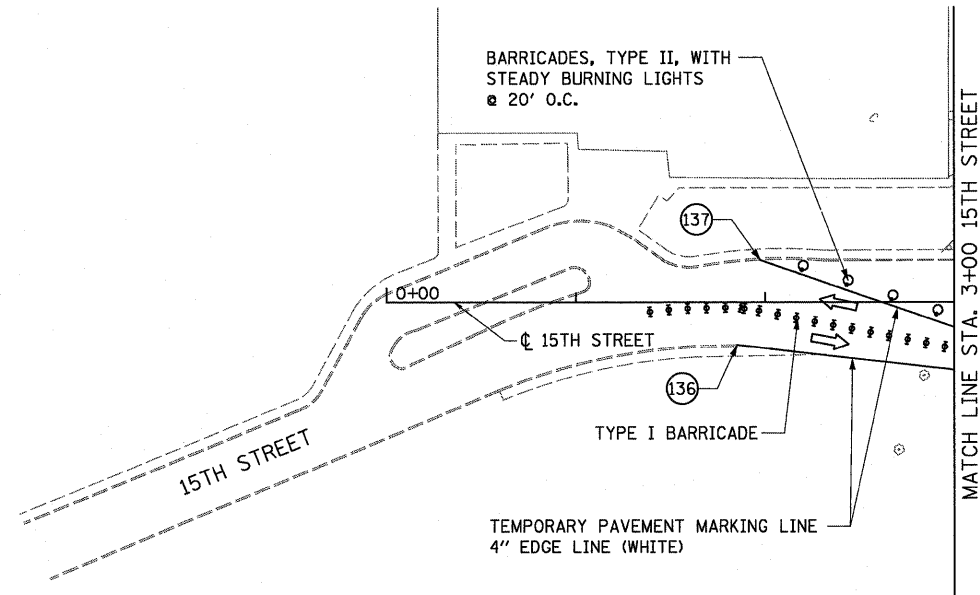 BARRICADES, TYPE II, WITH
STEADY BURNING LIGHTS
@ 20' O.C.
137
0+00
℄ 15TH STREET
136
TYPE I BARRICADE
15TH STREET
TEMPORARY PAVEMENT MARKING LINE
4" EDGE LINE (WHITE)
MATCH LINE STA. 3+00 15TH STREET